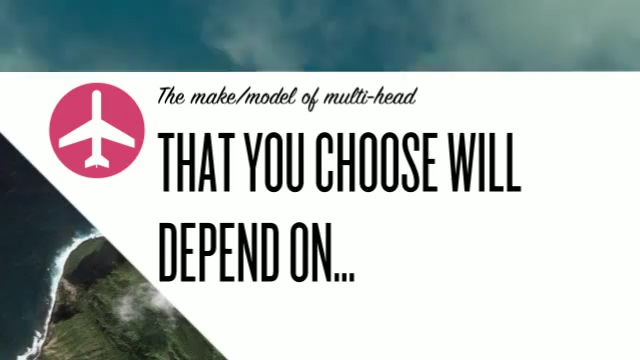 The make/model of multi-head
THAT YOU CHOOSE WILL
DEPEND ON...